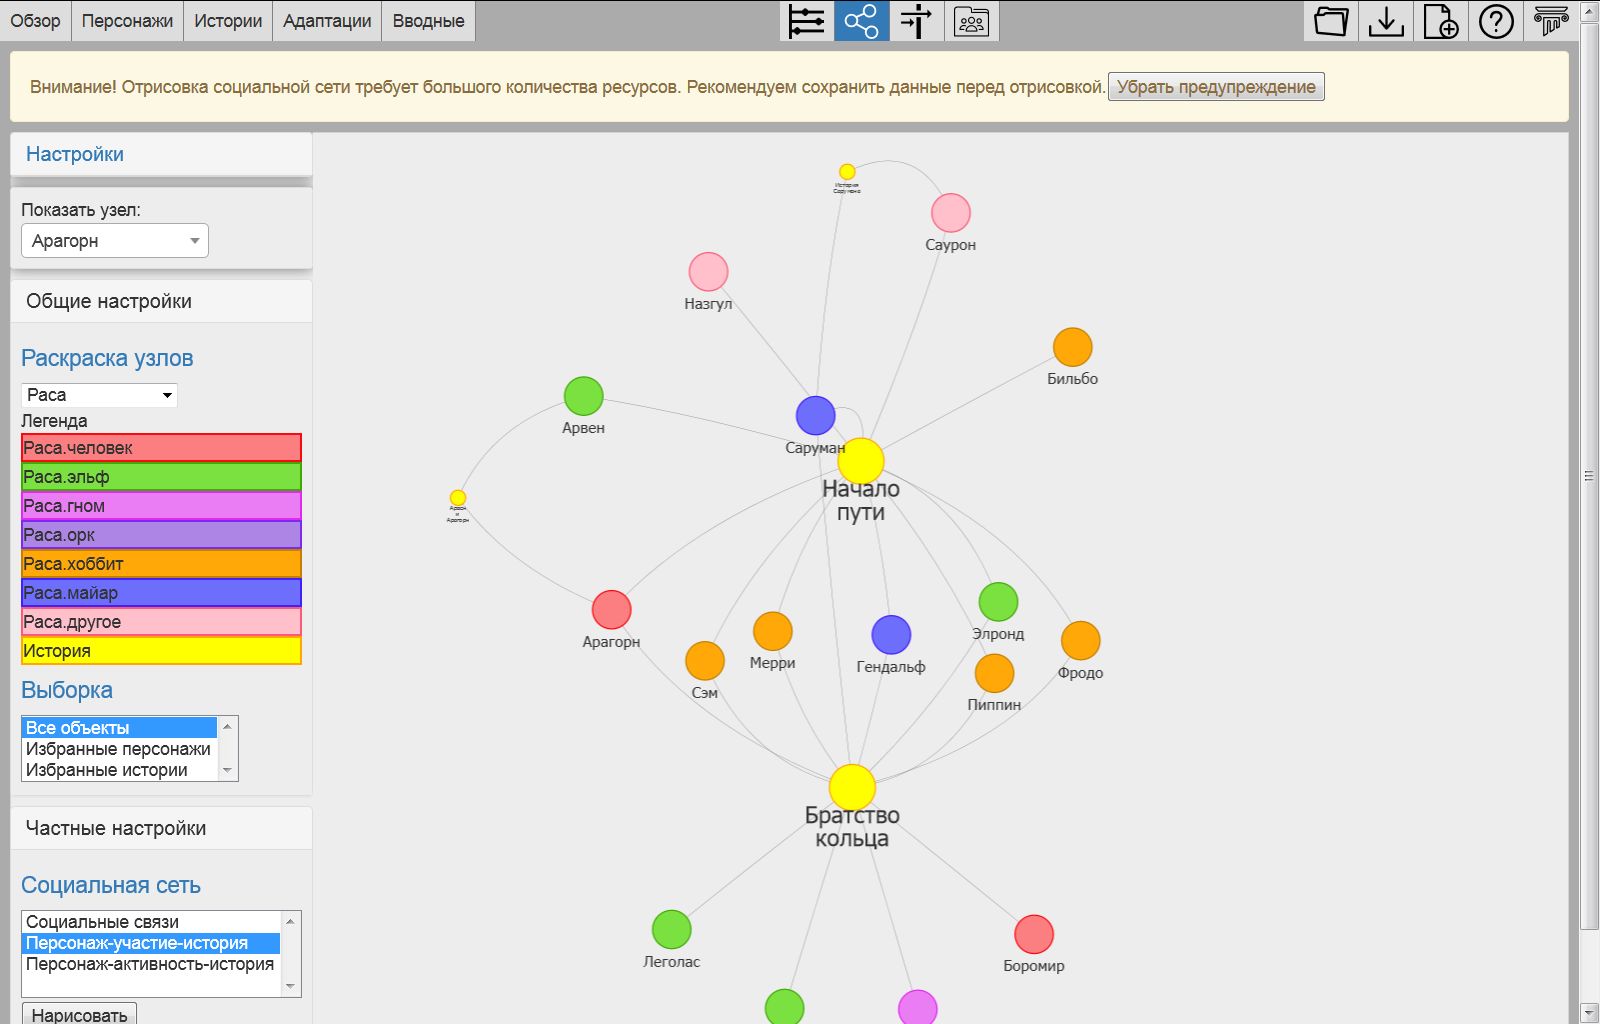 Обзор
Персонажи
Истории
Адаптации
Вводные
Внимание! Отрисовка социальной сети требует большого количества ресурсов. Рекомендуем сохранить данные перед отрисовкой.
Убрать предупреждение
Настройки
Показать узел:
Арагорн
Общие настройки
Раскраска узлов
Раса
Легенда
Раса.человек
Раса.эльф
Раса.гном
Раса.орк
Раса.хоббит
Раса.майар
Раса.другое
История
Выборка
Все объекты
Избранные персонажи
Избранные истории
Частные настройки
Социальная сеть
Социальные связи
Персонаж-участие-история
Персонаж-активность-история
Нарисовать
История
Сарумана
Саурон
Назгул
Бильбо
Арвен
Саруман
Начало
пути
Арвен
и
Арагорн
Арагорн
Сэм
Мерри
Гендальф
Элронд
Пиппин
Фродо
Братство
кольца
Леголас
Боромир